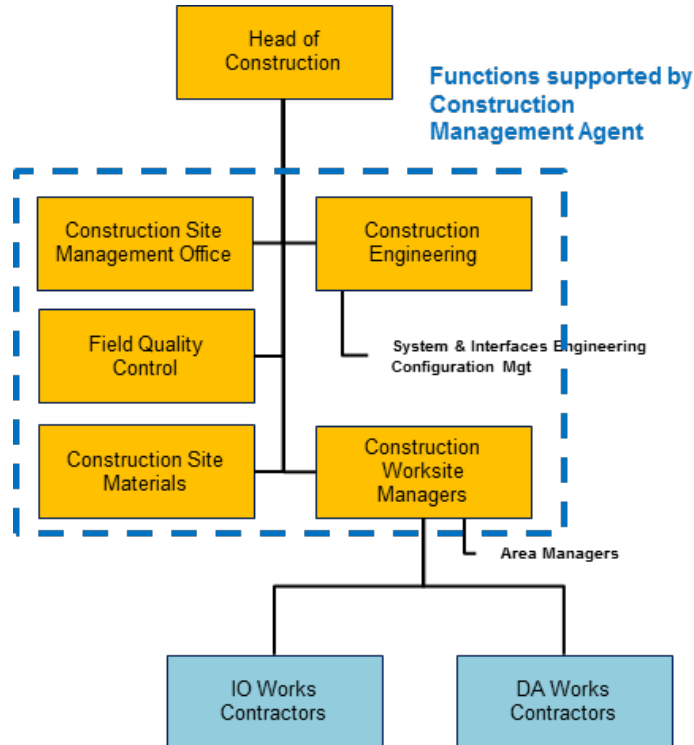 Head of
Construction
Functions supported by
Construction
Management Agent
Construction Site
Management Office
Construction
Engineering
System & Interfaces Engineering
Configuration Mgt
Field Quality
Control
Construction Site
Materials
Construction
Worksite
Managers
Area Managers
IO Works
Contractors
DA Works
Contractors